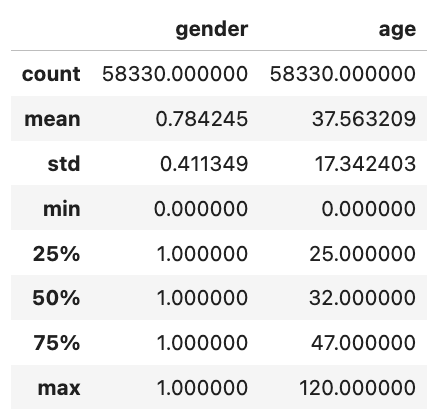 gender age
count 58330.000000 58330.000000
mean 0.784245 37.563209
std 0.411349 17.342403
min 0.000000 0.000000
25% 1.000000 25.000000
50% 1.000000 32.000000
75% 1.000000 47.000000
max 1.000000 120.000000